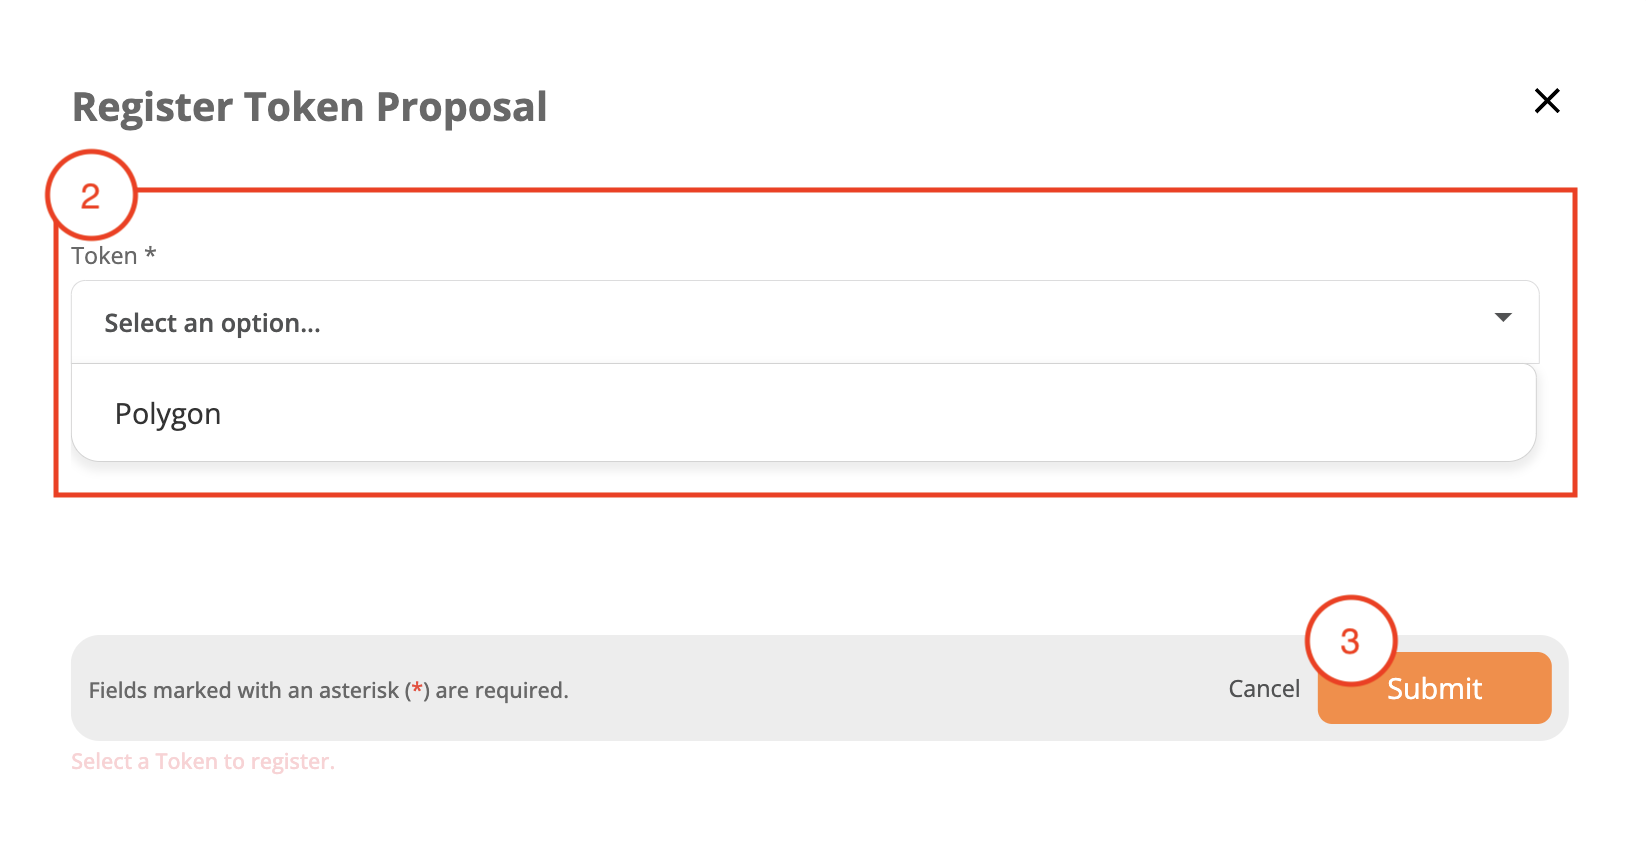 Register Token Proposal
2
Token *
Select an option...
Polygon
3
Fields marked with an asterisk (*) are required.
Cancel
Submit
Select a Token to register.